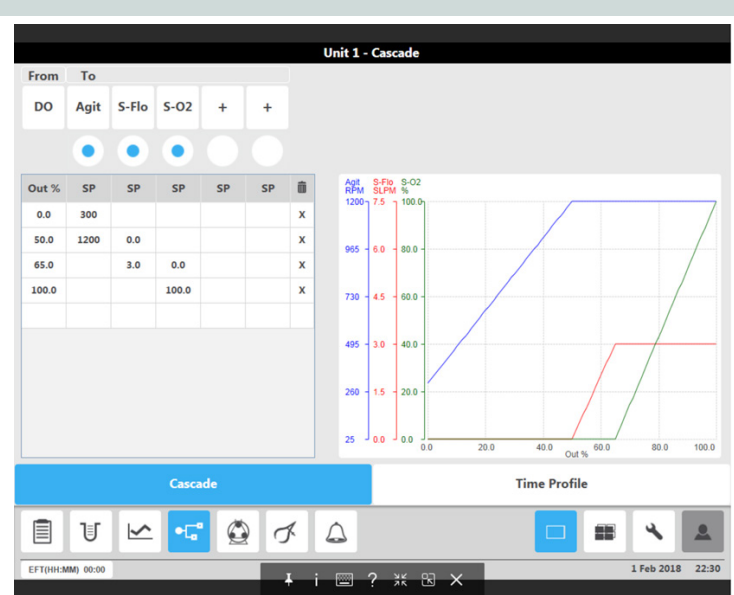 Unit 1 - Cascade
From To
DO Agit S-Flo S-O2 + +
Out % SP SP SP SP SP
0.0 300 X
50.0 1200 0.0 X
65.0 3.0 0.0 X
100.0 100.0 X
Agit S-Flo S-O2
RPM SLPM %
1200 7.5 100.0
965 6.0 80.0
730 4.5 60.0
495 3.0 40.0
260 1.5 20.0
25 0.0 0.0
0.0 20.0 40.0 60.0 80.0 100.0
Out %
Cascade Time Profile
EFT(HH:MM) 00:00 1 Feb 2018 22:30